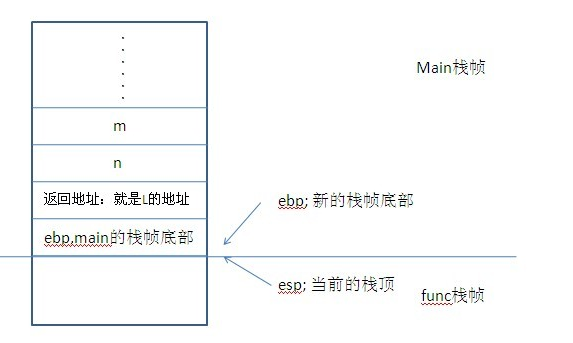 Main栈帧
m
n
返回地址：就是L的地址
ebp; 新的栈帧底部
ebp,main的栈帧底部
esp; 当前的栈顶
func栈帧